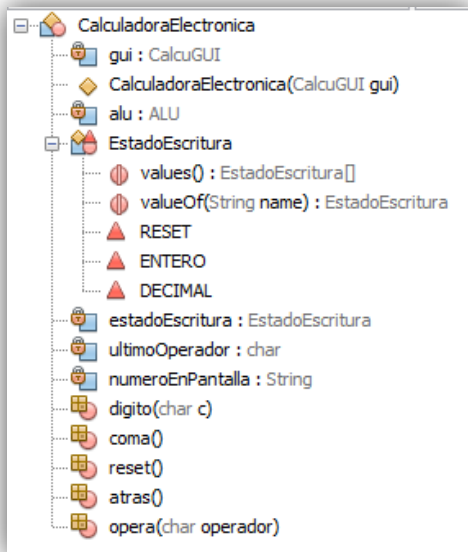 CalculadoraElectronica
gui : CalcuGUI
CalculadoraElectronica(CalcuGUI gui)
alu : ALU
EstadoEscritura
values() : EstadoEscritura[]
valueOf(String name) : EstadoEscritura
RESET
ENTERO
DECIMAL
estadoEscritura : EstadoEscritura
ultimoOperador : char
numeroEnPantalla : String
digito(char c)
coma()
reset()
atras()
opera(char operador)